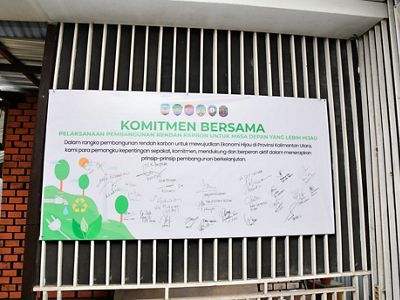 KOMITMEN BERSAMA
PELAKSANAAN PEMBANGUNAN RENDAH KARBON UNTUK MASA DEPAN YANG LEBIH HIJAU
Dalam rangka pembangunan rendah karbon untuk mewujudkan Ekonomi Hijau di Provinsi Kalimantan Utara,
kami para pemangku kepentingan sepakat, komitmen, mendukung dan berperan aktif dalam menerapkan
prinsip-prinsip pembangunan berkelanjutan.